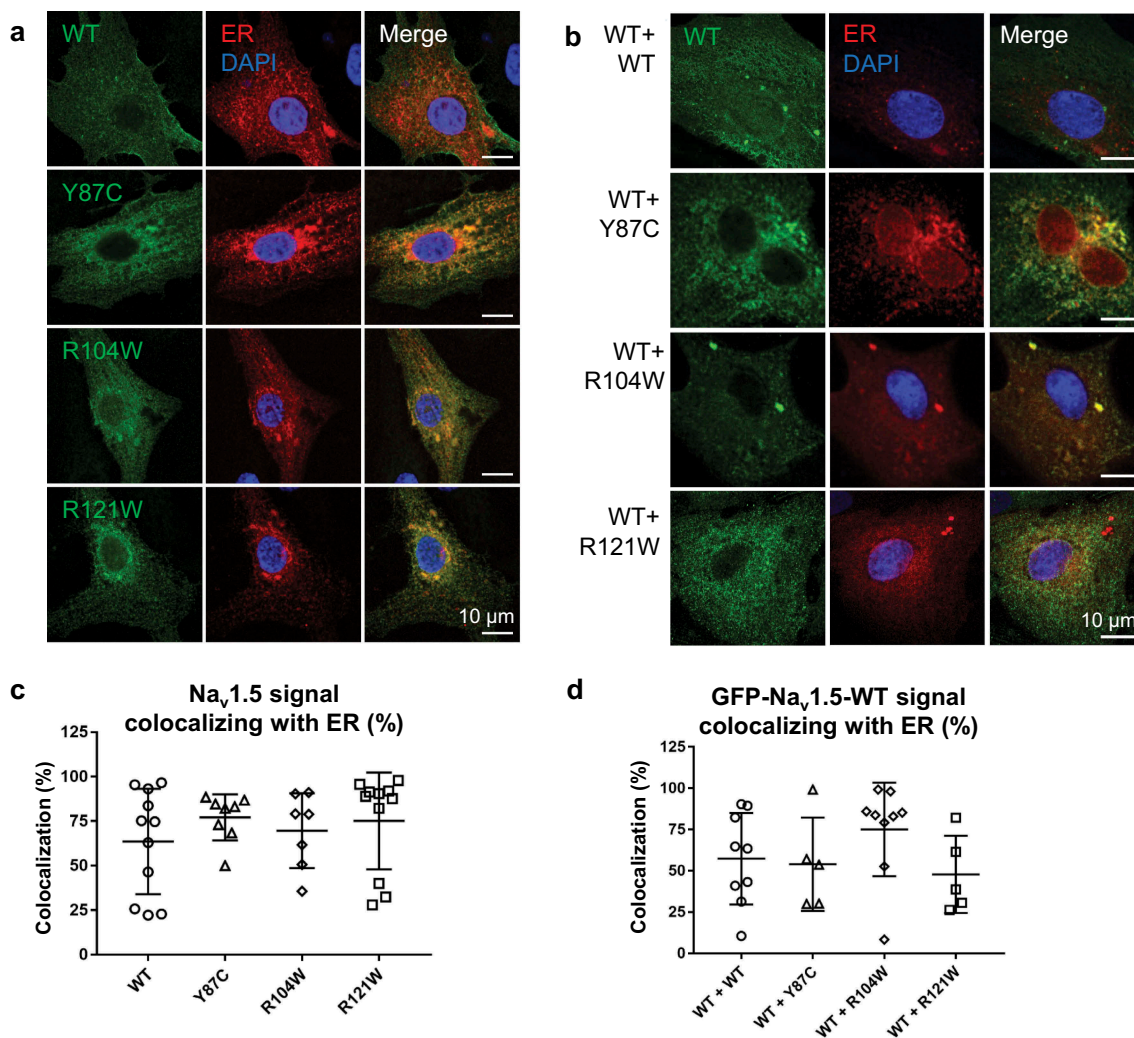 a
WT
ER
DAPI
Merge
Y87C
R104W
R121W
10 µm
b
WT+
WT
WT
ER
DAPI
Merge
WT+
Y87C
WT+
R104W
WT+
R121W
10 µm
c
Nav1.5 signal
colocalizing with ER (%)
Colocalization (%)
125
100
75
50
25
0
WT
Y87C
R104W
R121W
d
GFP-Nav1.5-WT signal
colocalizing with ER (%)
Colocalization (%)
125
100
75
50
25
0
WT + WT
WT + Y87C
WT + R104W
WT + R121W